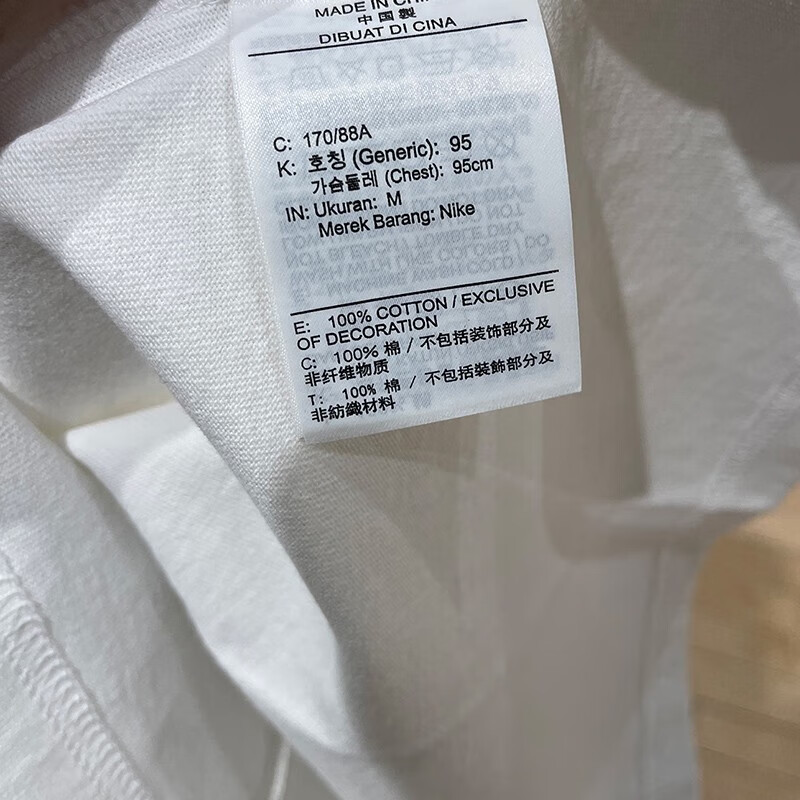 MADE IN CHI
中国製
DIBUAT DI CINA
C: 170/88A
K: 호칭 (Generic): 95
가슴둘레 (Chest): 95cm
IN: Ukuran: M
Merek Barang: Nike
E: 100% COTTON / EXCLUSIVE
OF DECORATION
C: 100% 棉 / 不包括装饰部分及
非纤维物质
T: 100% 棉 / 不包括裝飾部分及
非紡織材料